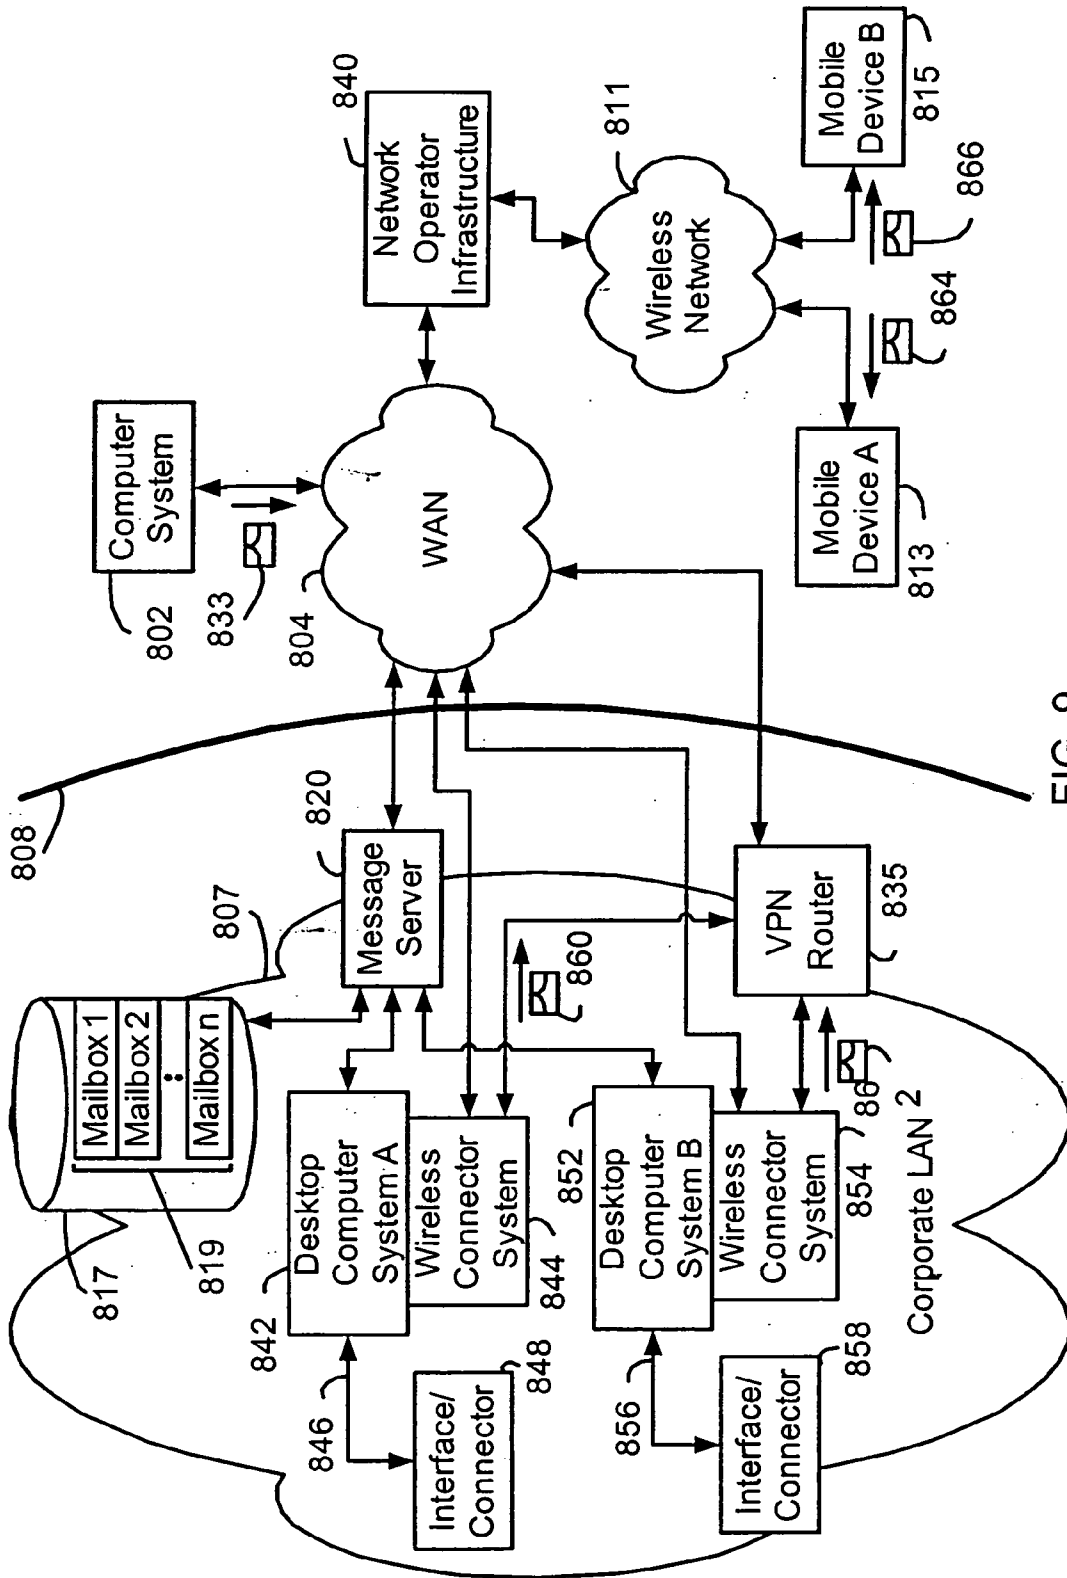 808
807
817
819
Mailbox 1
Mailbox 2
Mailbox n
820
Message
Server
802
Computer
System
833
804
WAN
840
Network
Operator
Infrastructure
811
Wireless
Network
Mobile
Device A
813
Mobile
Device B
815
864
866
842
Desktop
Computer
System A
Wireless
Connector
System
844
846
Interface/
Connector
848
860
852
Desktop
Computer
System B
Wireless
Connector
System
854
856
Interface/
Connector
858
86
VPN
Router
835
Corporate LAN 2
FIG.